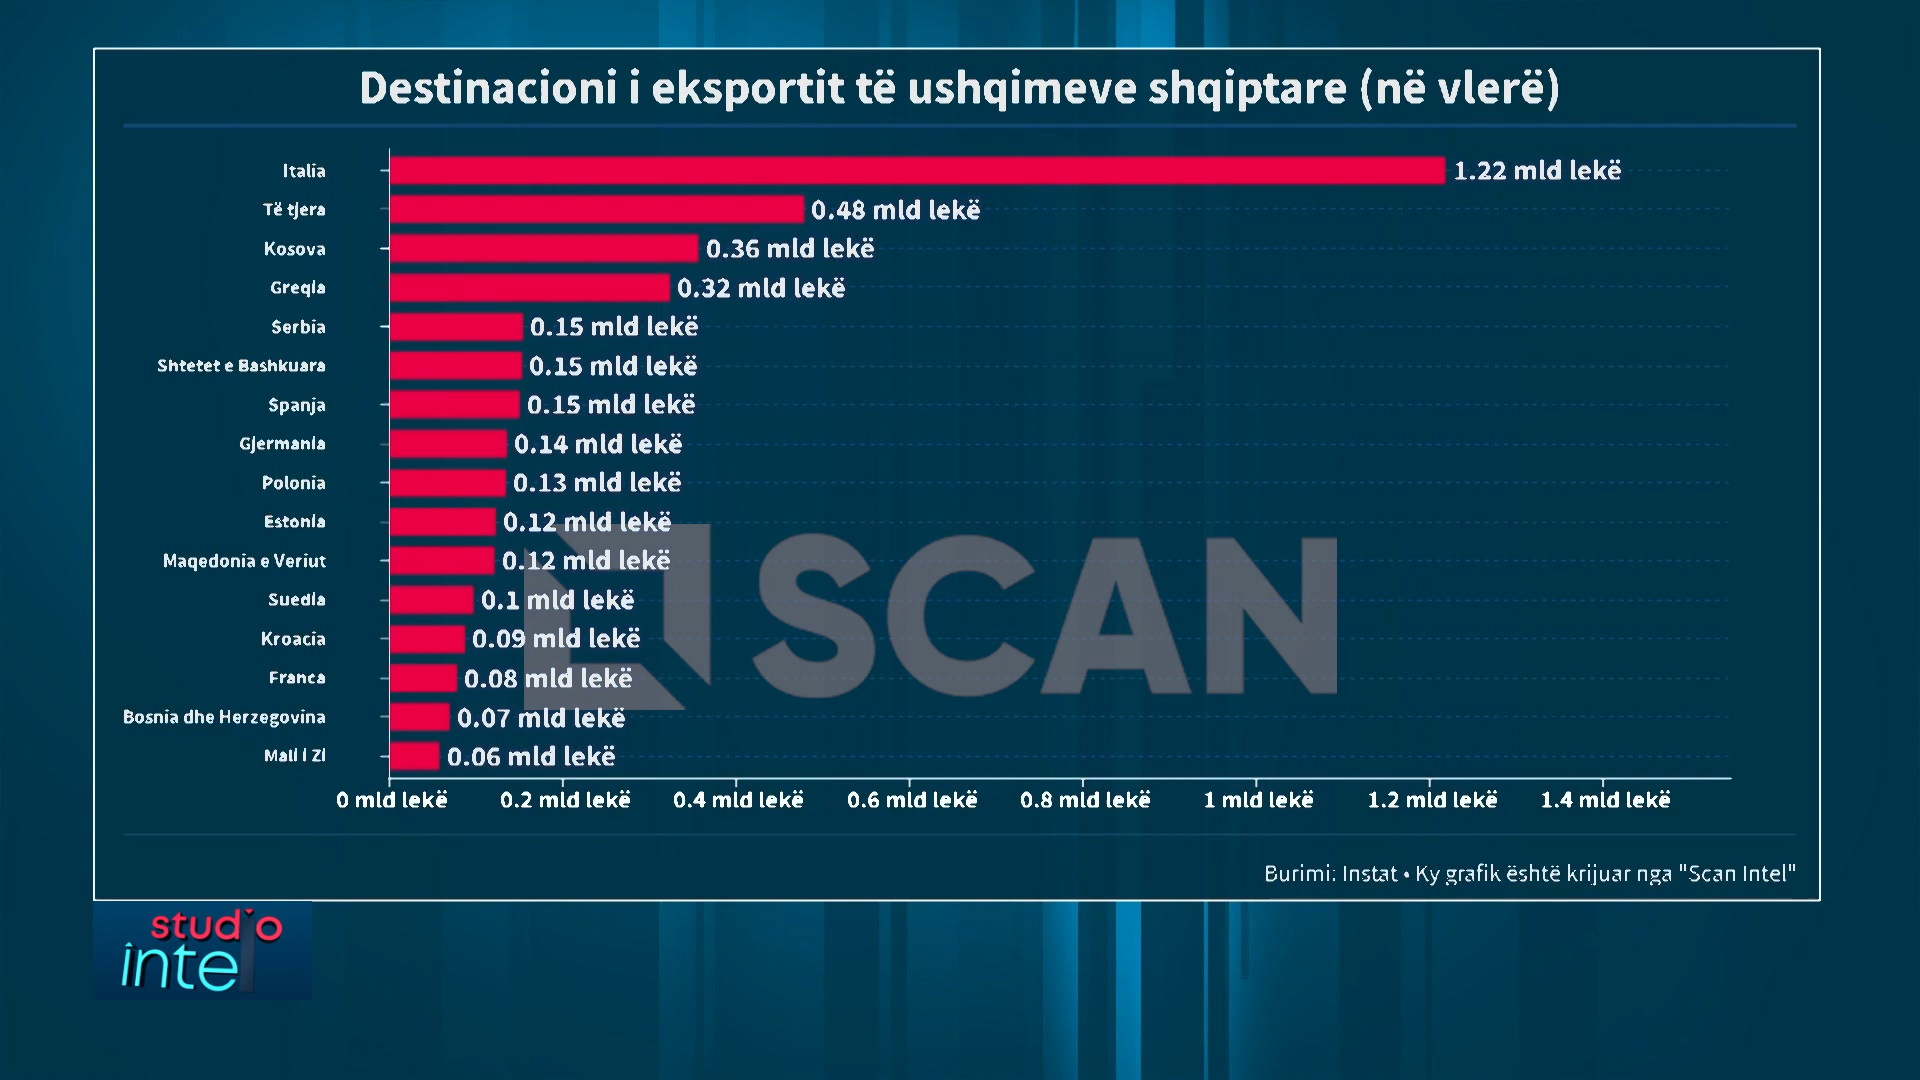 Destinacioni i eksportit të ushqimeve shqiptare (në vlerë)
Italia 1.22 mld lekë
Të tjera 0.48 mld lekë
Kosova 0.36 mld lekë
Greqia 0.32 mld lekë
Serbia 0.15 mld lekë
Shtetet e Bashkuara 0.15 mld lekë
Spanja 0.15 mld lekë
Gjermania 0.14 mld lekë
Polonia 0.13 mld lekë
Estonia 0.12 mld lekë
Maqedonia e Veriut 0.12 mld lekë
Suedia 0.1 mld lekë
Kroacia 0.09 mld lekë
Franca 0.08 mld lekë
Bosnia dhe Herzegovina 0.07 mld lekë
Mali i Zi 0.06 mld lekë
SCAN
0 mld lekë 0.2 mld lekë 0.4 mld lekë 0.6 mld lekë 0.8 mld lekë 1 mld lekë 1.2 mld lekë 1.4 mld lekë
Burimi: Instat • Ky grafik është krijuar nga "Scan Intel"
studio
intel